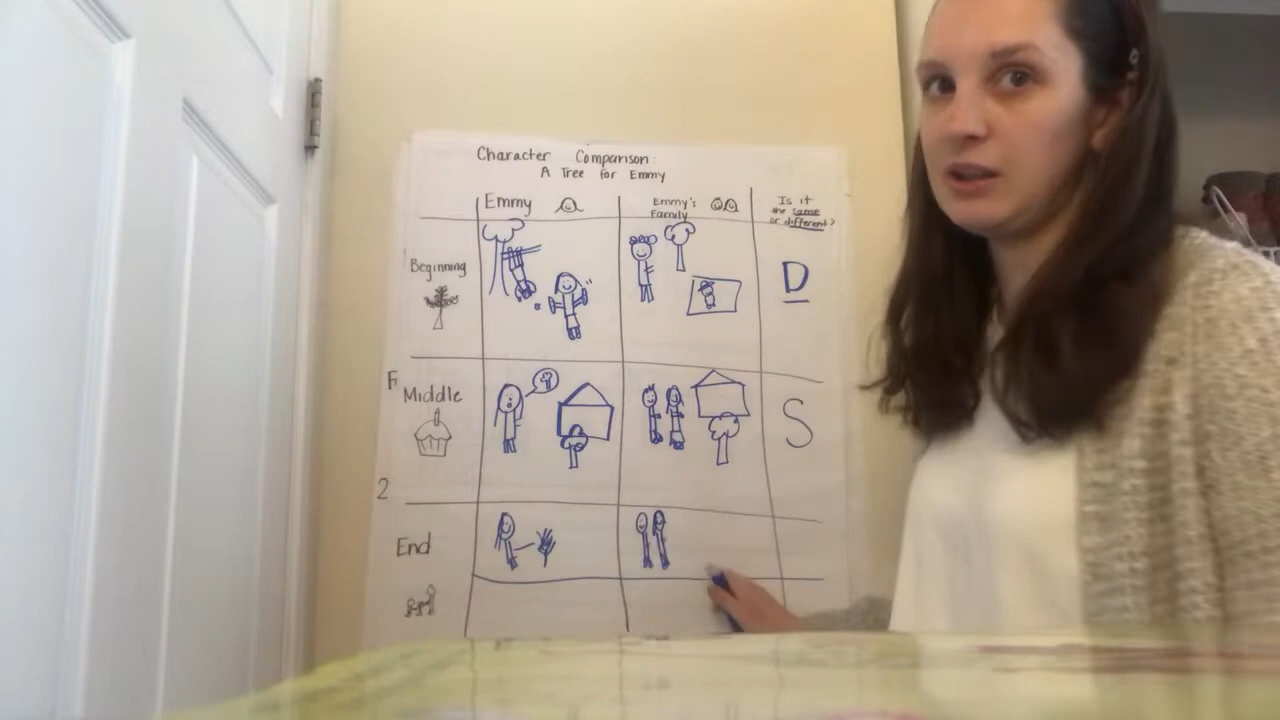 Character Comparison:
A Tree for Emmy
Emmy
Emmy's
Family
Is it
the same
or different?
Beginning
D
F
Middle
S
2
End